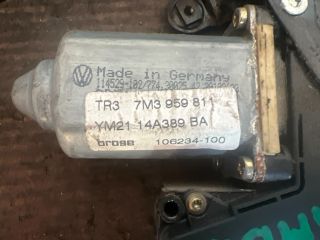 Made in Germany
TR3 7M3 959 811
YM21 14A389 BA
brose 106234-100